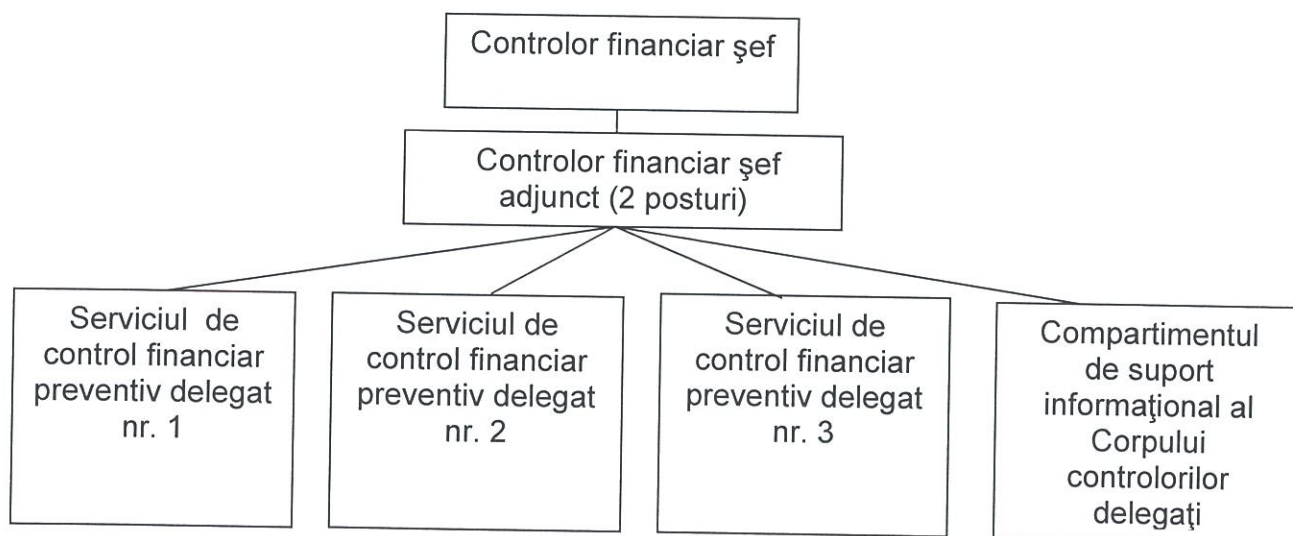 Controlor financiar şef
Controlor financiar şef
adjunct (2 posturi)
Serviciul de
control financiar
preventiv delegat
nr. 1
Serviciul de
control financiar
preventiv delegat
nr. 2
Serviciul de
control financiar
preventiv delegat
nr. 3
Compartimentul
de suport
informaţional al
Corpului
controlorilor
delegaţi